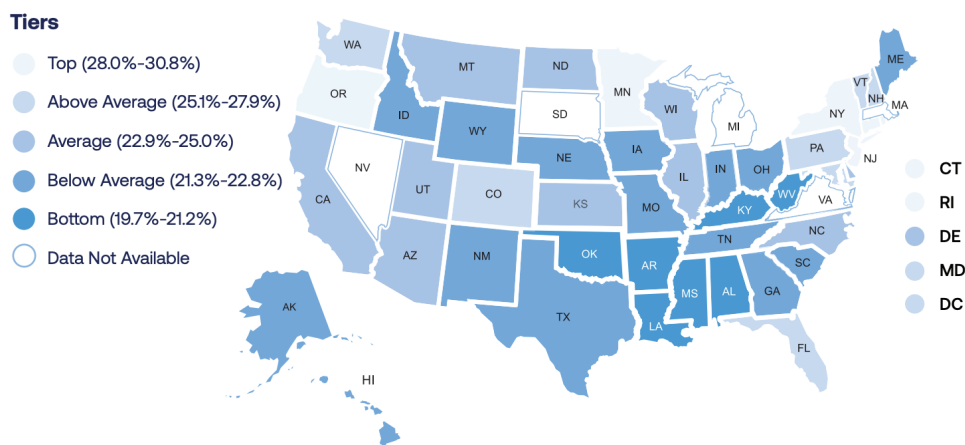 Tiers
Top (28.0%-30.8%)
Above Average (25.1%-27.9%)
Average (22.9%-25.0%)
Below Average (21.3%-22.8%)
Bottom (19.7%-21.2%)
Data Not Available
WA
OR
CA
NV
ID
MT
WY
UT
AZ
CO
NM
ND
SD
NE
KS
OK
TX
MN
IA
MO
AR
LA
WI
IL
MI
IN
OH
KY
TN
MS
AL
GA
FL
SC
NC
VA
WV
PA
NY
NJ
VT
NH
MA
ME
AK
HI
CT
RI
DE
MD
DC